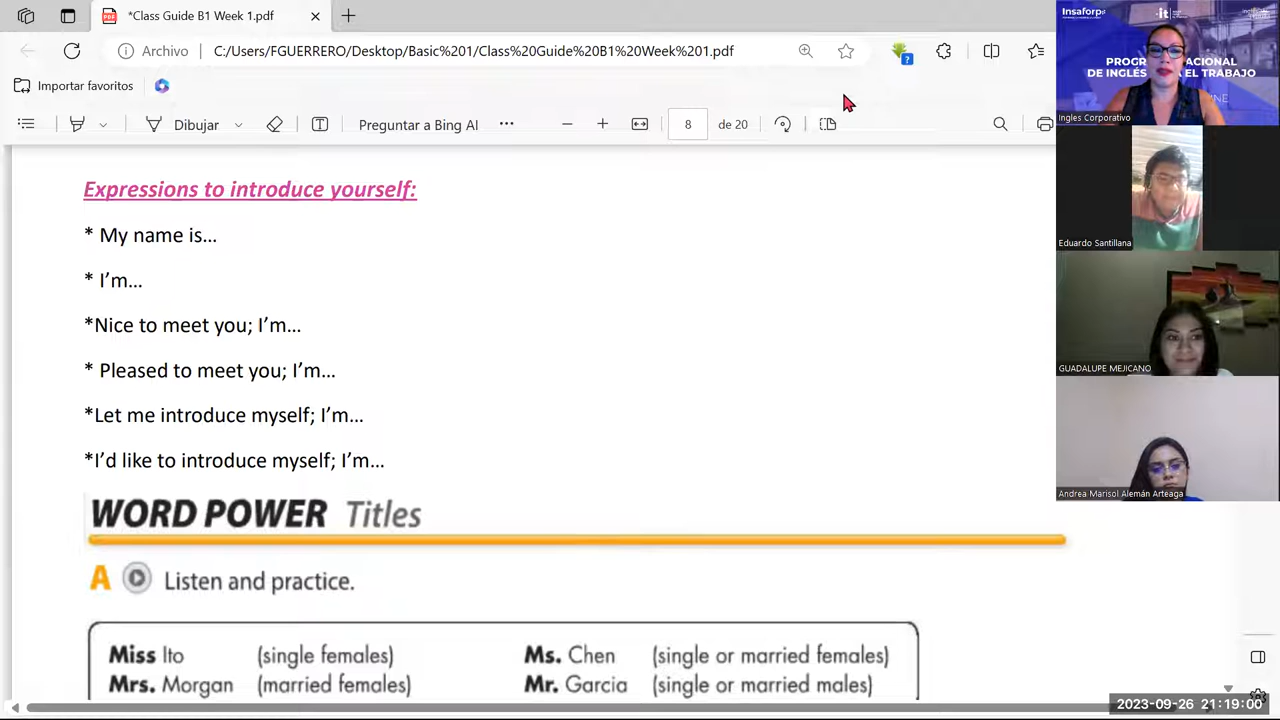 *Class Guide B1 Week 1.pdf
Archivo
C:/Users/FGUERRERO/Desktop/Basic%201/Class%20Guide%20B1%20Week%201.pdf
Importar favoritos
Dibujar
Preguntar a Bing AI
8
de 20
Expressions to introduce yourself:
* My name is...
* I'm...
*Nice to meet you; I'm...
* Pleased to meet you; I'm...
*Let me introduce myself; I'm...
*I'd like to introduce myself; I'm...
WORD POWER Titles
A Listen and practice.
Miss Ito (single females)
Ms. Chen (single or married females)
Mrs. Morgan (married females)
Mr. Garcia (single or married males)
Insaforp
Ingles Corporativo
Eduardo Santillana
GUADALUPE MEJICANO
Andrea Marisol Alemán Arteaga
2023-09-26 21:19:00